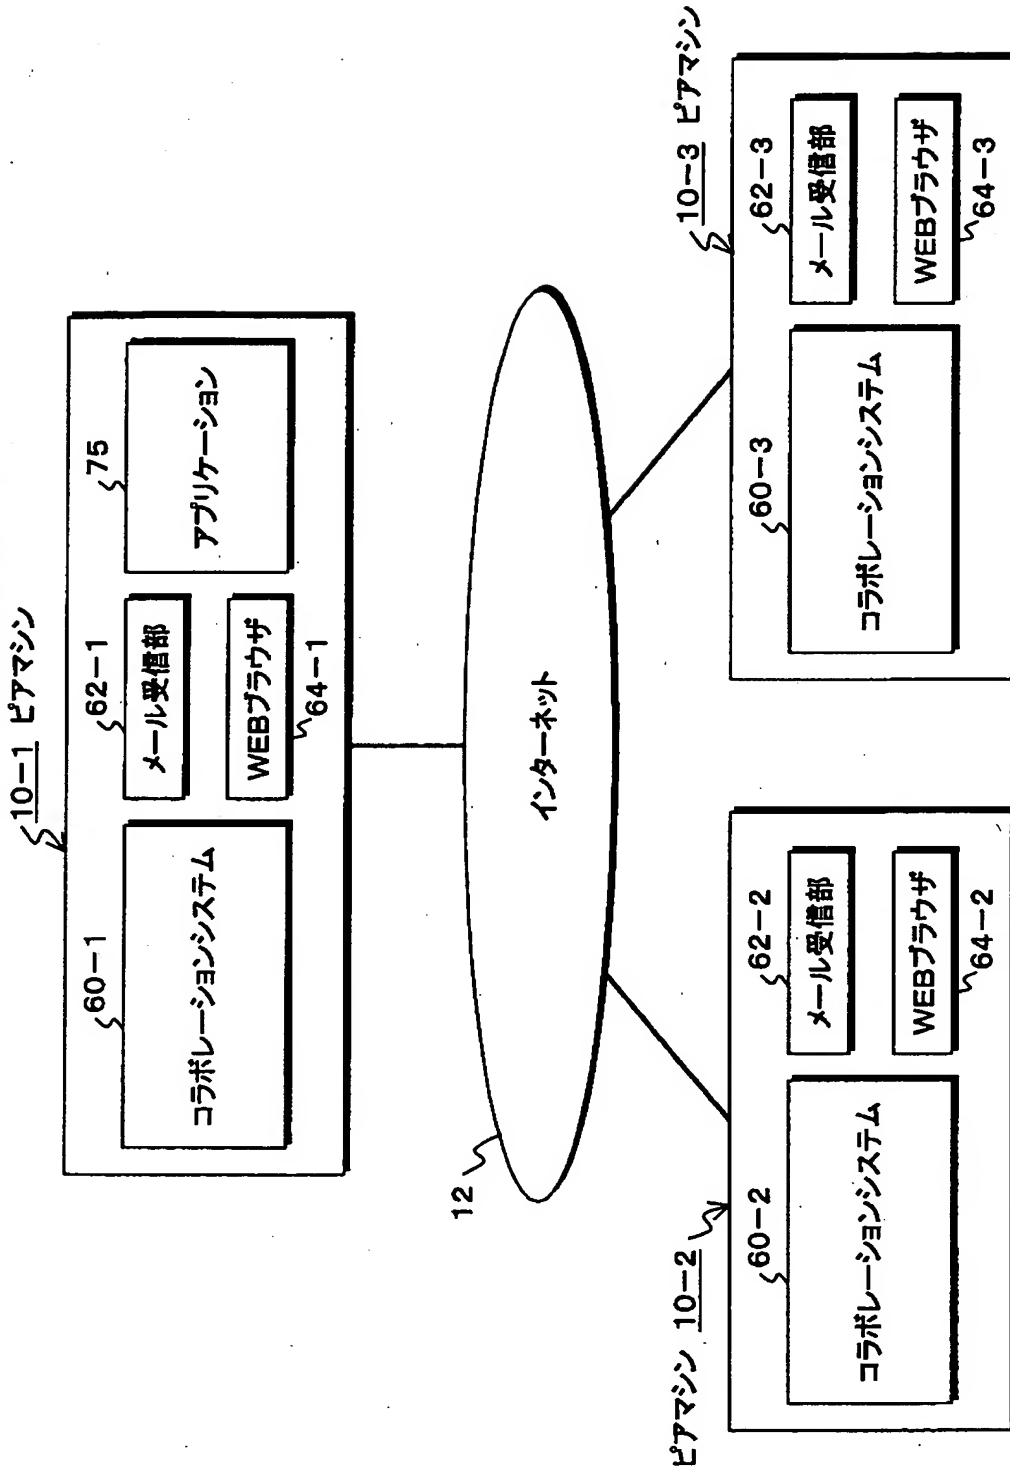 10−1 ピアマシン
60−1
62−1
75
コラボレーションシステム
メール受信部
アプリケーション
WEBブラウザ
64−1
12
インターネット
ピアマシン 10−2
60−2
62−2
コラボレーションシステム
メール受信部
WEBブラウザ
64−2
10−3 ピアマシン
60−3
62−3
コラボレーションシステム
メール受信部
WEBブラウザ
64−3